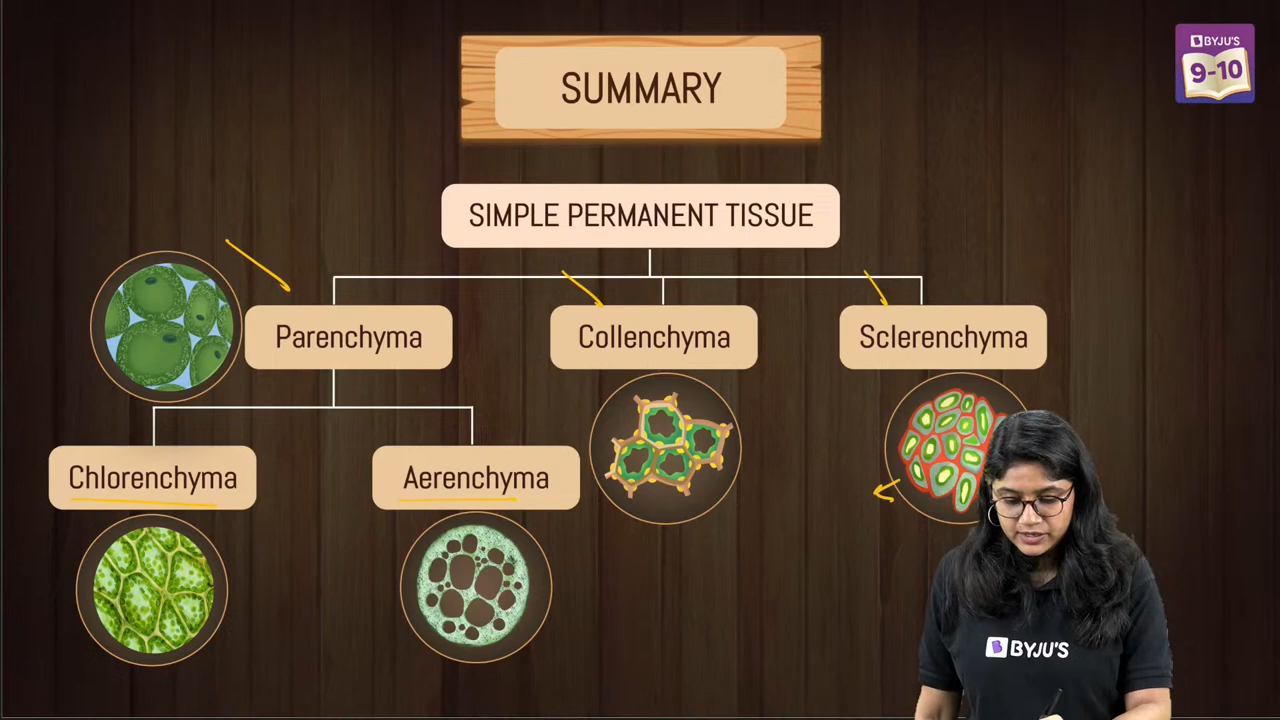 SUMMARY
BYJU'S
9-10
SIMPLE PERMANENT TISSUE
Parenchyma
Collenchyma
Sclerenchyma
Chlorenchyma
Aerenchyma
BYJU'S